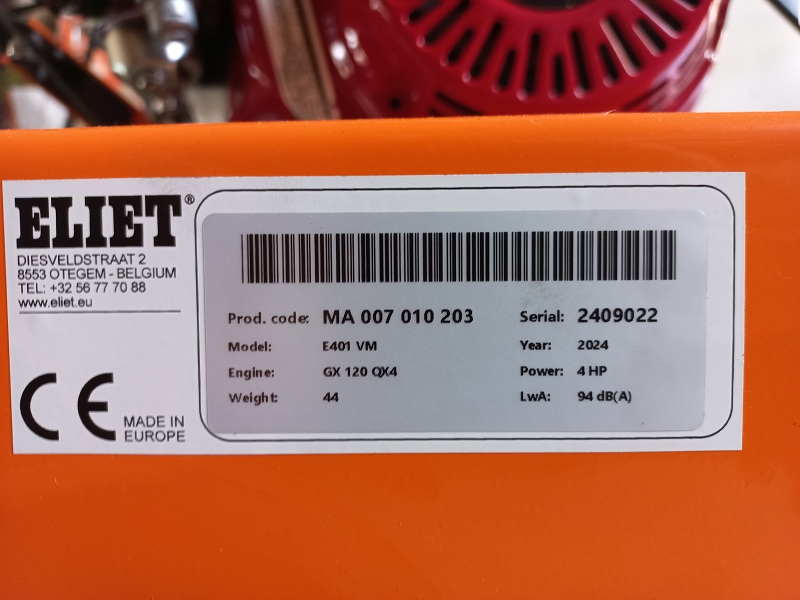 ELIET®
DIESVELDSTRAAT 2
8553 OTEGEM - BELGIUM
TEL: +32 56 77 70 88
www.eliet.eu
CE
MADE IN
EUROPE
Prod. code: MA 007 010 203 Serial: 2409022
Model: E401 VM Year: 2024
Engine: GX 120 QX4 Power: 4 HP
Weight: 44 LwA: 94 dB(A)